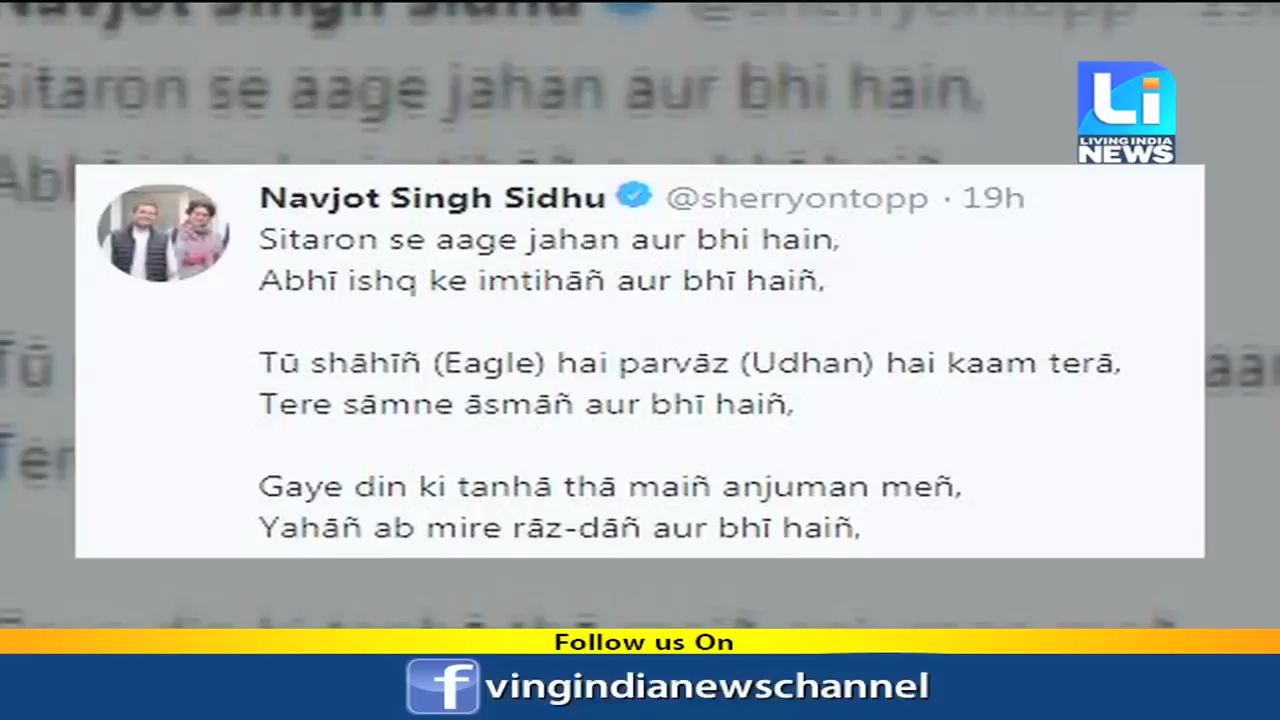 Navjot Singh Sidhu @sherryontopp
Sitaron se aage jahan aur bhi hain,
Li
LIVING INDIA
NEWS
Navjot Singh Sidhu @sherryontopp · 19h
Sitaron se aage jahan aur bhi hain,
Abhī ishq ke imtihāñ aur bhī haiñ,
Tū shāhīñ (Eagle) hai parvāz (Udhan) hai kaam terā,
Tere sāmne āsmāñ aur bhī haiñ,
Gaye din ki tanhā thā maiñ anjuman meñ,
Yahāñ ab mire rāz-dāñ aur bhī haiñ,
Follow us On
f vingindianewschannel